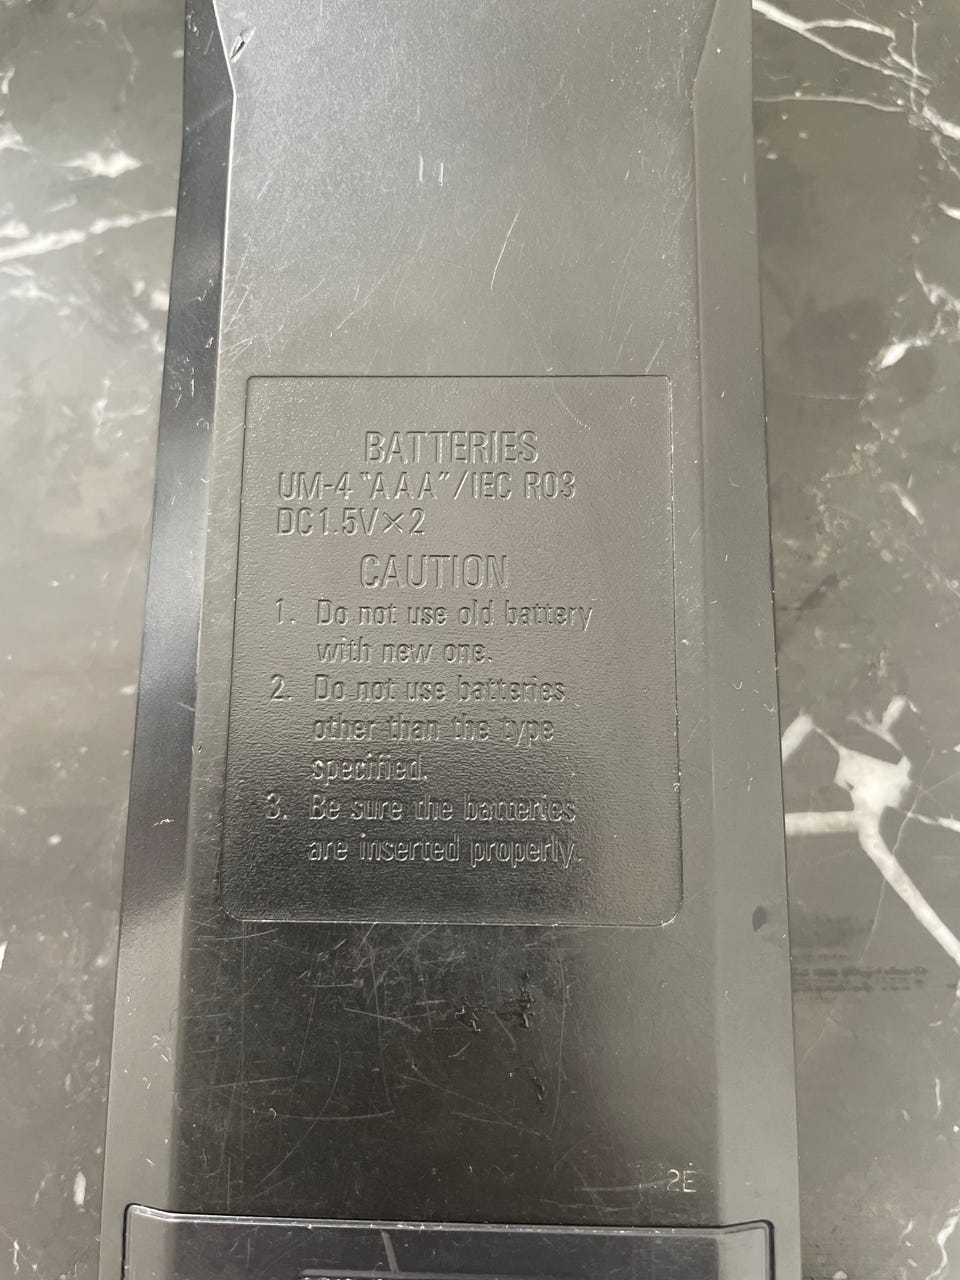 BATTERIES
UM-4 "AAA"/IEC R03
DC1.5V×2
CAUTION
1. Do not use old battery
with new one.
2. Do not use batteries
other than the type
specified.
3. Be sure the batteries
are inserted properly.